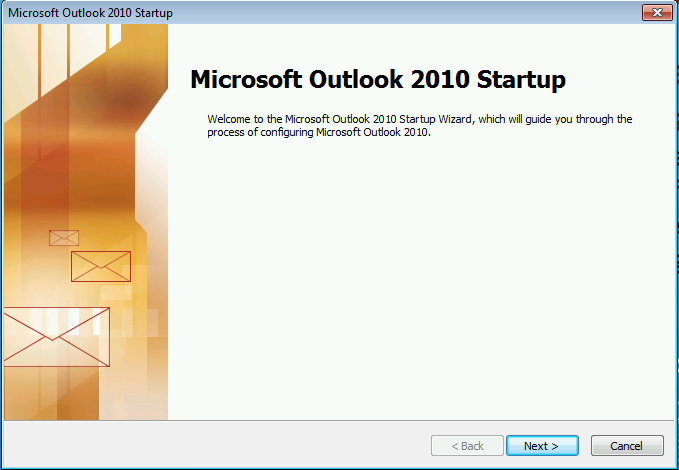 Microsoft Outlook 2010 Startup
Microsoft Outlook 2010 Startup
Welcome to the Microsoft Outlook 2010 Startup Wizard, which will guide you through the
process of configuring Microsoft Outlook 2010.
< Back
Next >
Cancel